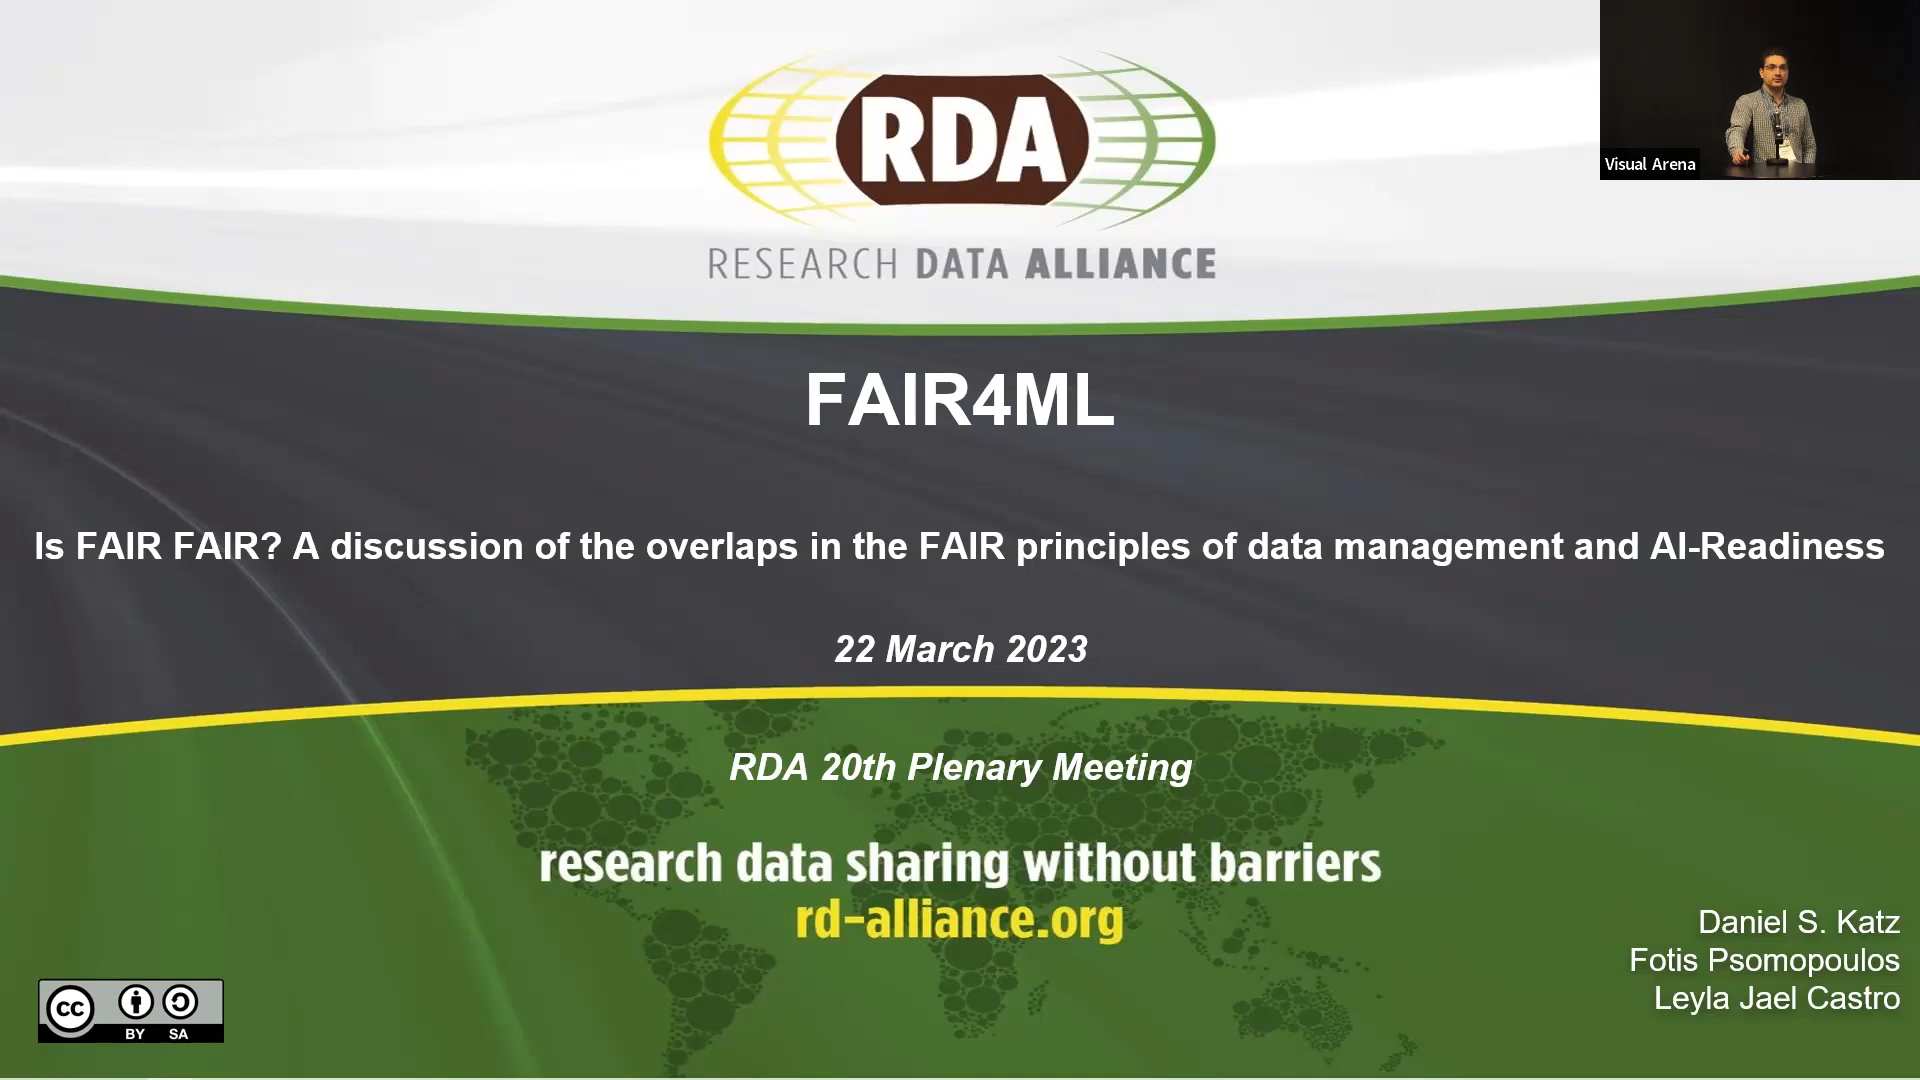 RDA
RESEARCH DATA ALLIANCE
Visual Arena
FAIR4ML
Is FAIR FAIR? A discussion of the overlaps in the FAIR principles of data management and AI-Readiness
22 March 2023
RDA 20th Plenary Meeting
research data sharing without barriers
rd-alliance.org
Daniel S. Katz
Fotis Psomopoulos
Leyla Jael Castro
cc
BY SA